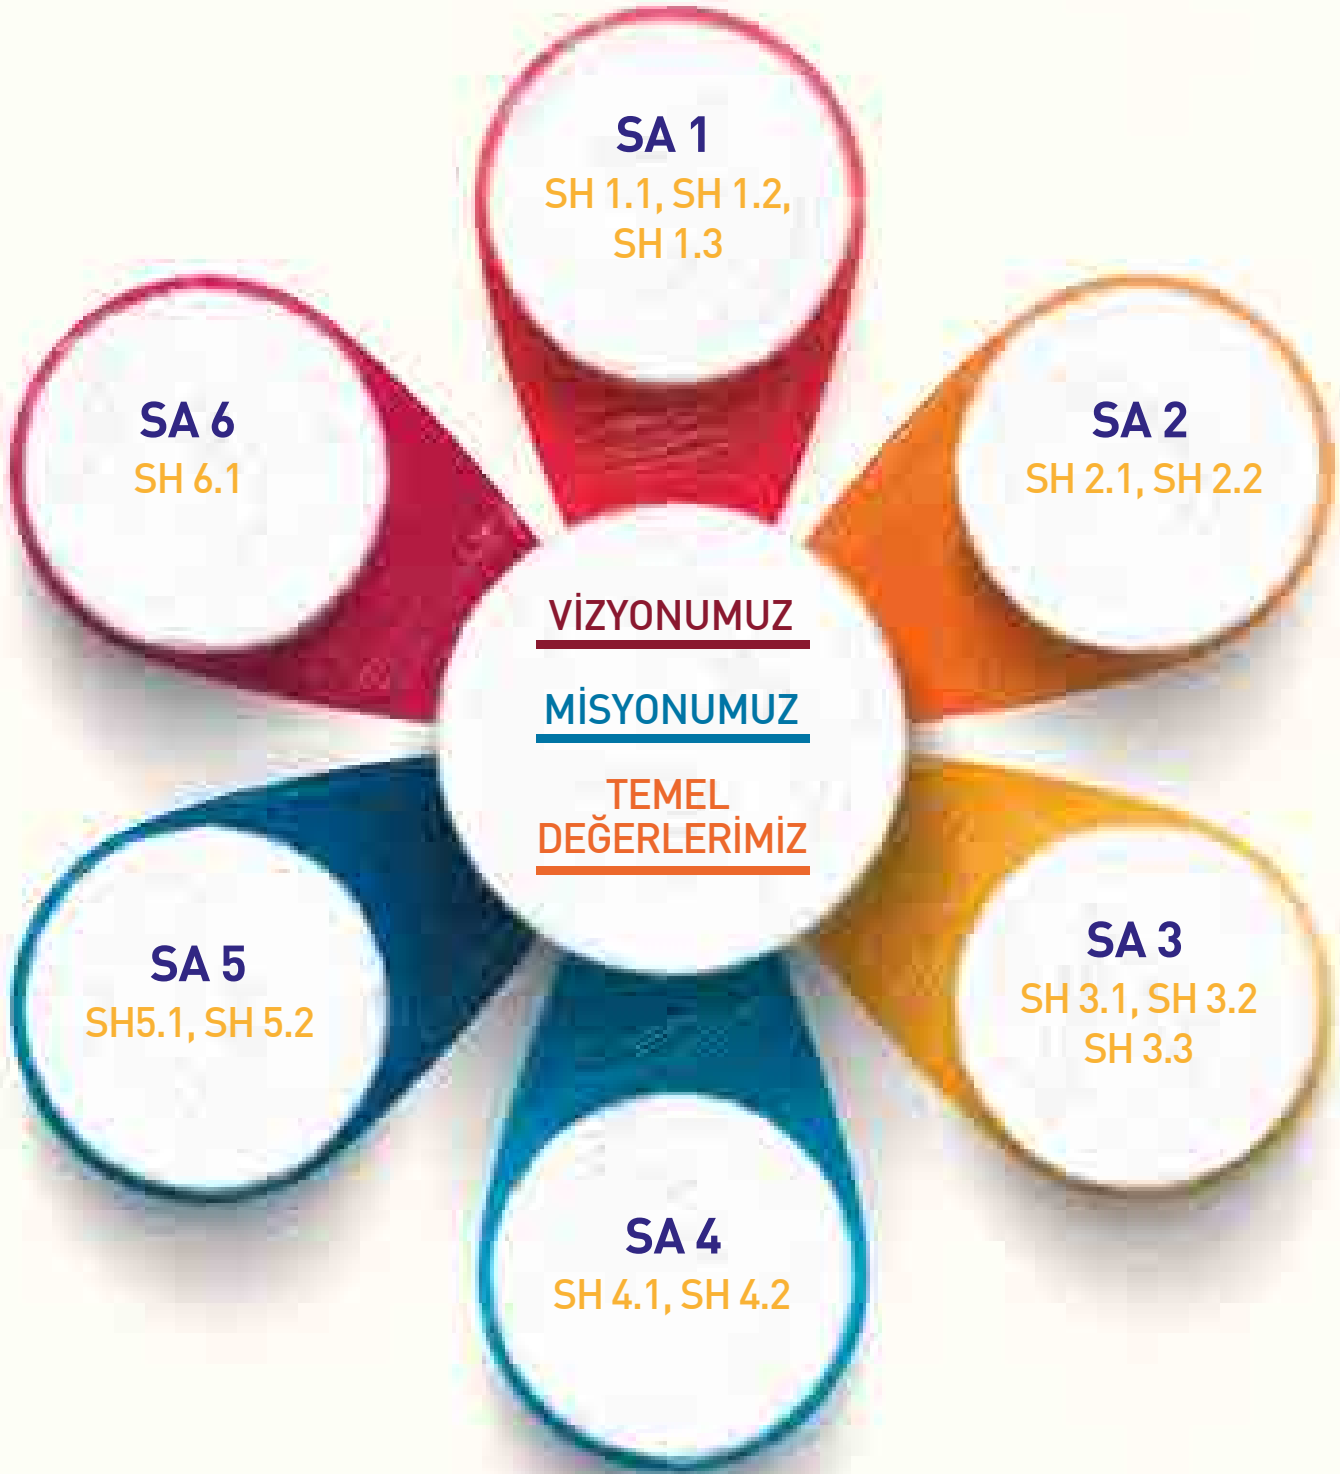 SA 1
SH 1.1, SH 1.2,
SH 1.3
SA 2
SH 2.1, SH 2.2
SA 3
SH 3.1, SH 3.2
SH 3.3
SA 4
SH 4.1, SH 4.2
SA 5
SH5.1, SH 5.2
SA 6
SH 6.1
VİZYONUMUZ
MİSYONUMUZ
TEMEL
DEĞERLERİMİZ